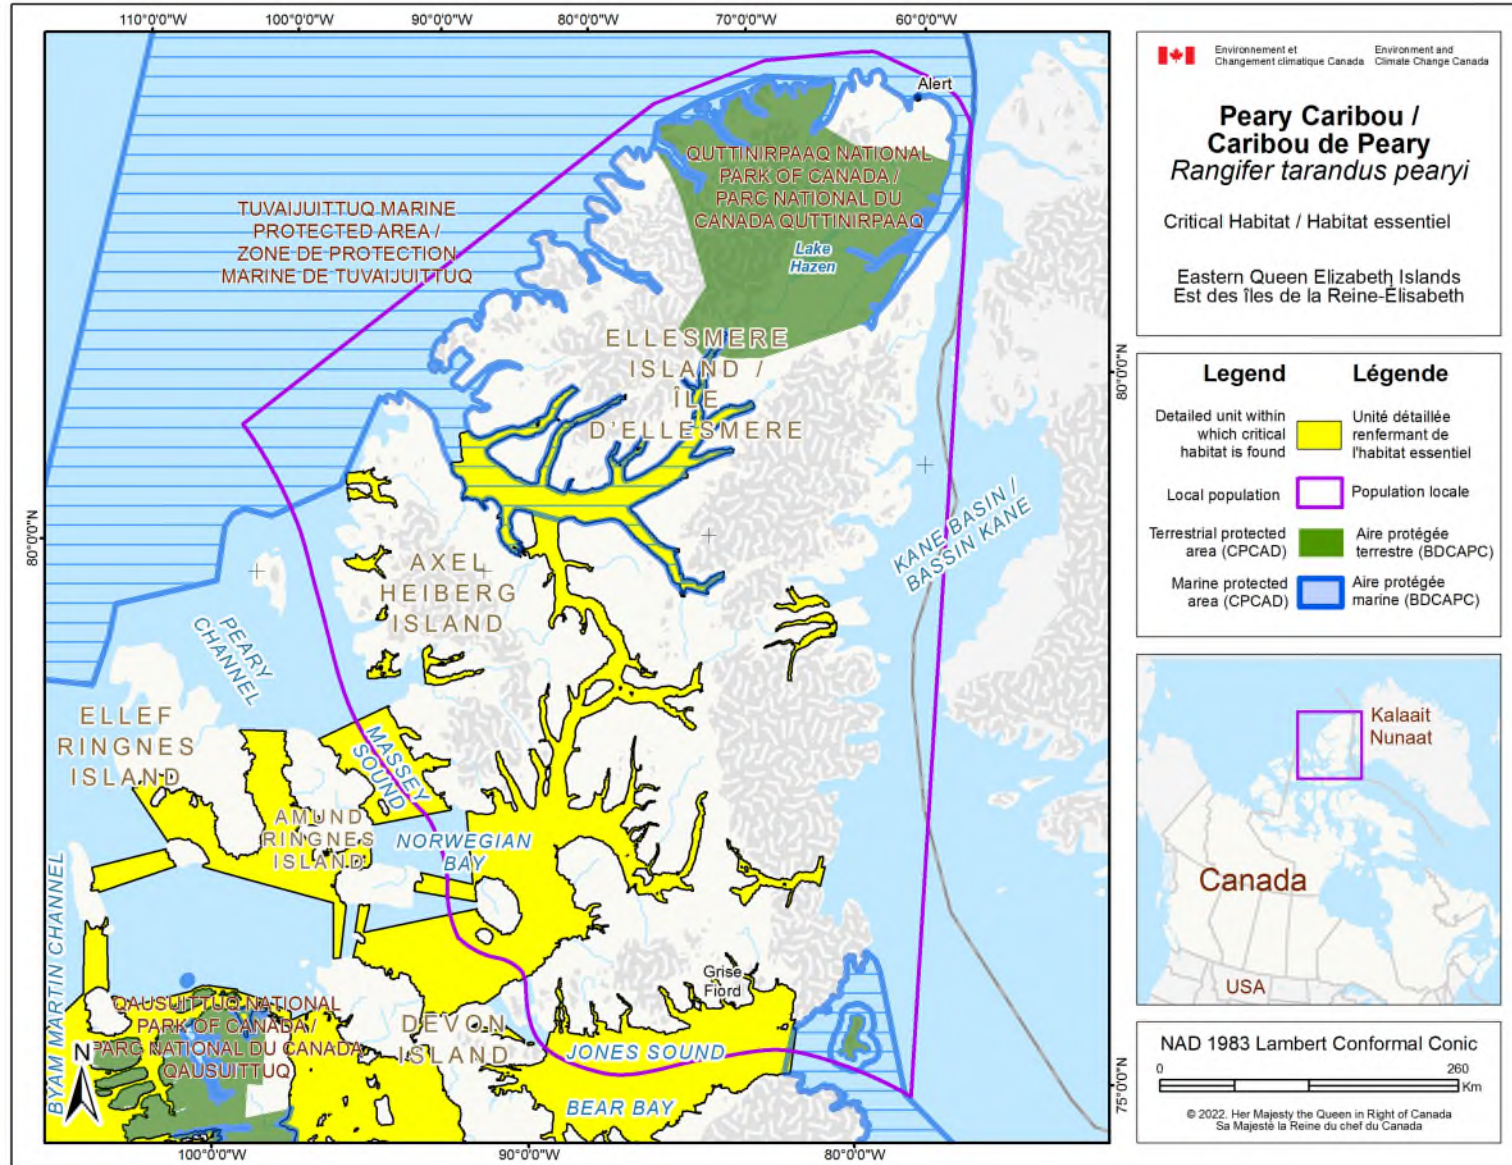 110°0'0"W
100°0'0"W
90°0'0"W
80°0'0"W
70°0'0"W
60°0'0"W
Alert
QUTTINIRPAAQ NATIONAL
PARK OF CANADA /
PARC NATIONAL DU
CANADA QUTTINIRPAAQ
Lake
Hazen
TUVAIJUITTUQ MARINE
PROTECTED AREA /
ZONE DE PROTECTION
MARINE DE TUVAIJUITTUQ
ELLESMERE
ISLAND /
ÎLE
D'ELLESMERE
80°0'0"N
80°0'0"N
KANE BASIN /
BASSIN KANE
AXEL
HEIBERG
ISLAND
PEARY
CHANNEL
ELLEF
RINGNES
ISLAND
MASSEY
SOUND
AMUND
RINGNES
ISLAND
NORWEGIAN
BAY
BYAM MARTIN CHANNEL
QAUSUITTUQ NATIONAL
PARK OF CANADA /
PARC NATIONAL DU CANADA
QAUSUITTUQ
N
DEVON
ISLAND
Grise
Fiord
JONES SOUND
BEAR BAY
75°0'0"N
100°0'0"W
90°0'0"W
80°0'0"W
Environnement et
Changement climatique Canada
Environment and
Climate Change Canada
Peary Caribou /
Caribou de Peary
Rangifer tarandus pearyi
Critical Habitat / Habitat essentiel
Eastern Queen Elizabeth Islands
Est des îles de la Reine-Élisabeth
Legend
Légende
Detailed unit within
which critical
habitat is found
Unité détaillée
renfermant de
l'habitat essentiel
Local population
Population locale
Terrestrial protected
area (CPCAD)
Aire protégée
terrestre (BDCAPC)
Marine protected
area (CPCAD)
Aire protégée
marine (BDCAPC)
Kalaait
Nunaat
Canada
USA
NAD 1983 Lambert Conformal Conic
0
260
Km
© 2022. Her Majesty the Queen in Right of Canada
Sa Majesté la Reine du chef du Canada